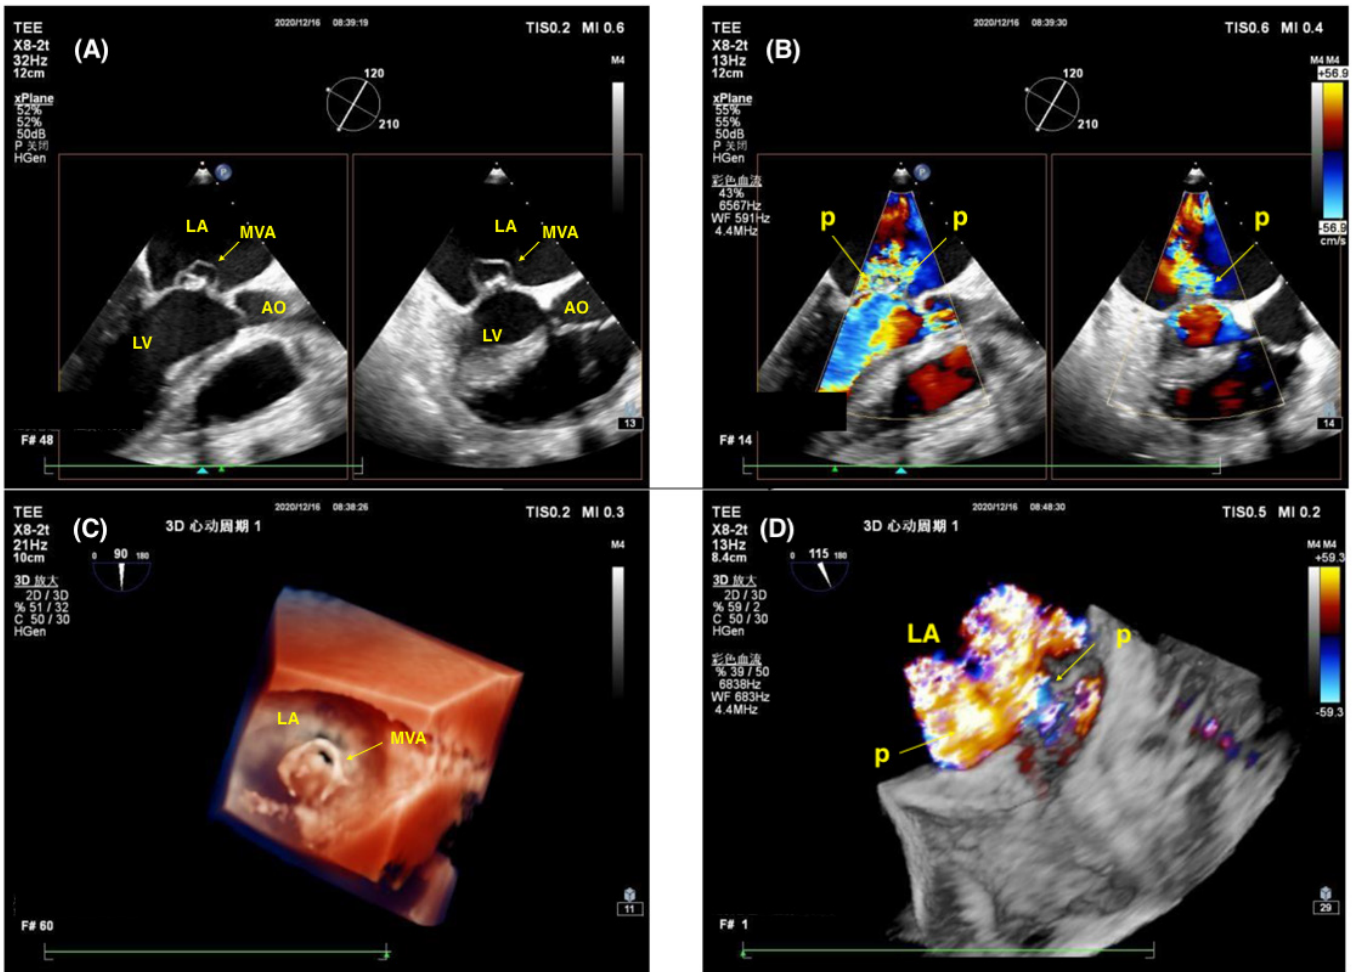 TEE
X8-2t
32Hz
12cm
(A)
2020/12/16 08:39:19
TIS0.2 MI 0.6
M4
xPlane
52%
52%
50dB
P 关闭
HGen
120
210
P
LA
MVA
AO
LV
LA
MVA
AO
LV
F# 48
13
TEE
X8-2t
13Hz
12cm
(B)
2020/12/16 08:39:30
TIS0.6 MI 0.4
M4 M4
+56.9
-56.9
cm/s
xPlane
55%
55%
50dB
P 关闭
HGen
彩色血流
43%
6567Hz
WF 591Hz
4.4MHz
120
210
P
p
p
p
F# 14
14
TEE
X8-2t
21Hz
10cm
(C)
2020/12/16 08:38:26
3D 心动周期 1
TIS0.2 MI 0.3
M4
0 90 180
3D 放大
2D / 3D
% 51 / 32
C 50 / 30
HGen
LA
MVA
F# 60
11
TEE
X8-2t
13Hz
8.4cm
(D)
2020/12/16 08:48:30
3D 心动周期 1
TIS0.5 MI 0.2
M4 M4
+59.3
-59.3
0 115 180
3D 放大
2D / 3D
% 59 / 2
C 50 / 30
HGen
彩色血流
% 39 / 50
6838Hz
WF 683Hz
4.4MHz
LA
p
p
F# 1
29